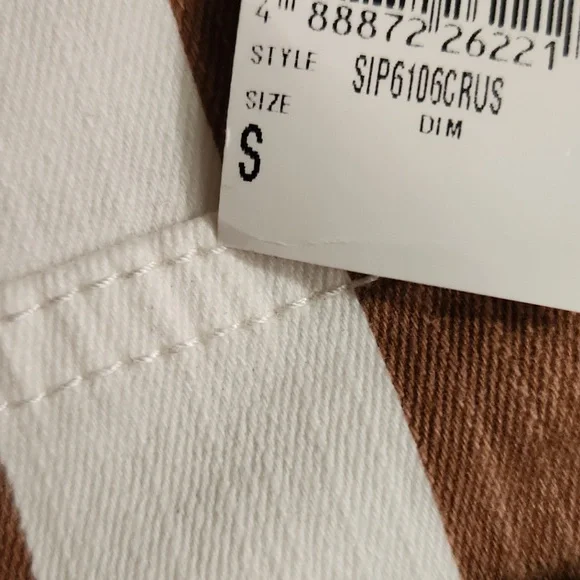 4 88872 26221
STYLE SIP6106CRUS
SIZE DIM
S